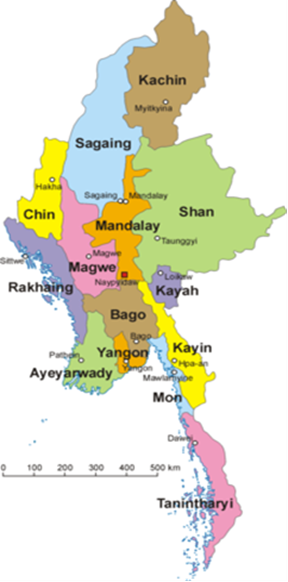 Kachin
Myitkyina
Sagaing
Hakha
Sagaing Mandalay
Chin
Shan
Mandalay
Taunggyi
Magwe
Sittwe
Magwe
Loikaw
Naypyidaw
Rakhaing
Kayah
Bago
Bago
Kayin
Yangon
Pathein
Hpa-an
Yangon
Ayeyarwady
Mawlamyine
Mon
Dawei
0 100 200 300 400 500 km
Tanintharyi